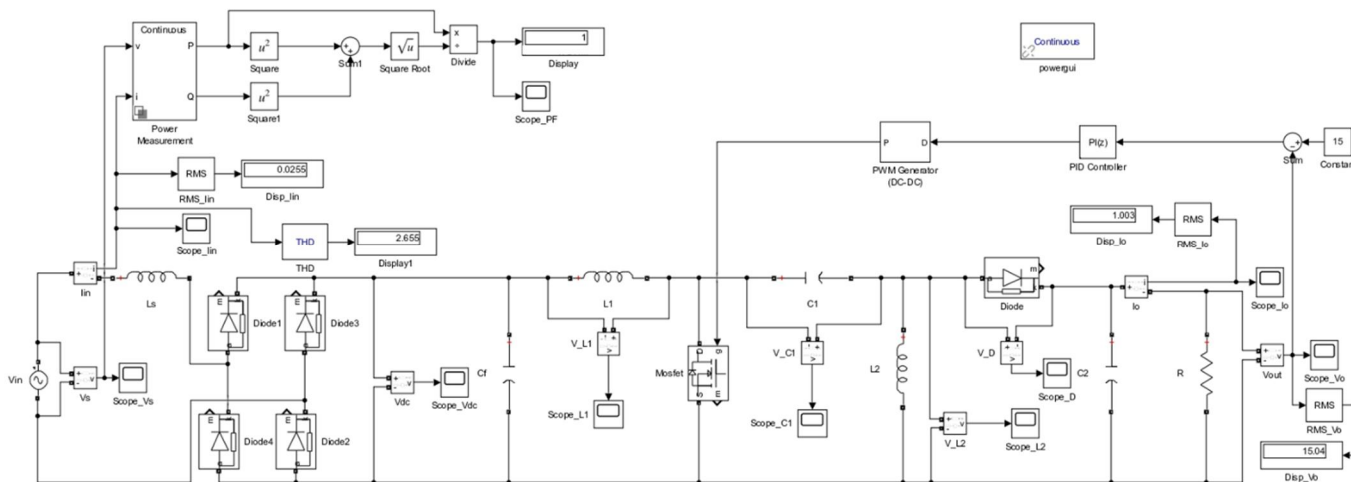 Continuous
v
P
i
Q
Power
Measurement
u²
Square
u²
Square1
+
+
Sum1
√u
Square Root
×
÷
Divide
1
Display
Scope_PF
Continuous
powergui
P
D
PWM Generator
(DC-DC)
PI(z)
PID Controller
Sum
15
Constan
RMS
RMS_Iin
0.0255
Disp_Iin
Scope_Iin
THD
THD
2.655
Display1
1.003
Disp_Io
RMS
RMS_Io
Scope_Io
Iin
Ls
Diode1
Diode3
L1
C1
Diode
m
Io
V_L1
Scope_L1
Mosfet
g
D
S
m
V_C1
Scope_C1
L2
V_D
Scope_D
C2
R
Vout
Scope_Vo
Vin
Vs
Scope_Vs
Cf
Vdc
Scope_Vdc
Diode4
Diode2
V_L2
Scope_L2
RMS
RMS_Vo
15.04
Disp_Vo